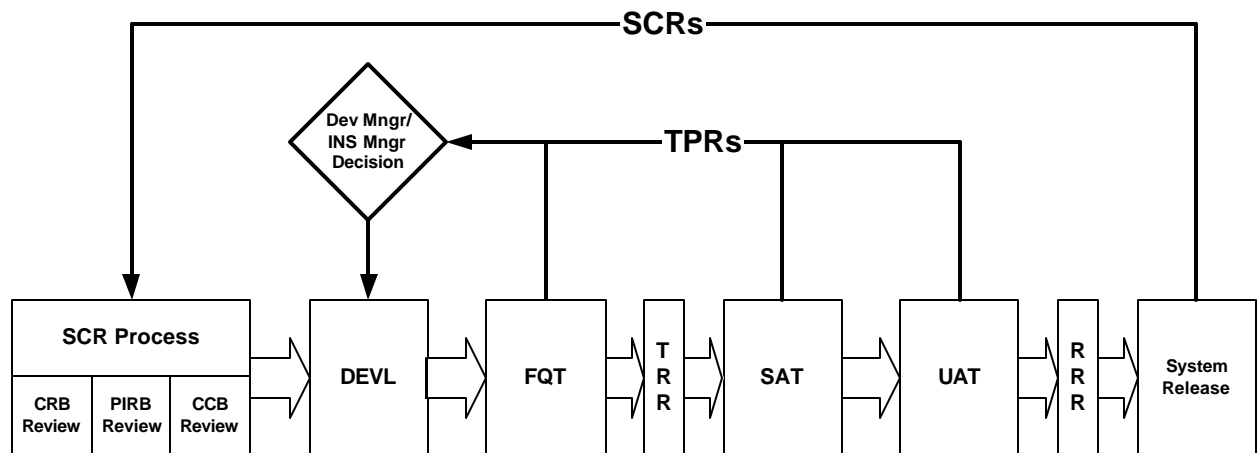 SCRs
Dev Mngr/
INS Mngr
Decision
TPRs
SCR Process
CRB
Review
PIRB
Review
CCB
Review
DEVL
FQT
T
R
R
SAT
UAT
R
R
R
System
Release